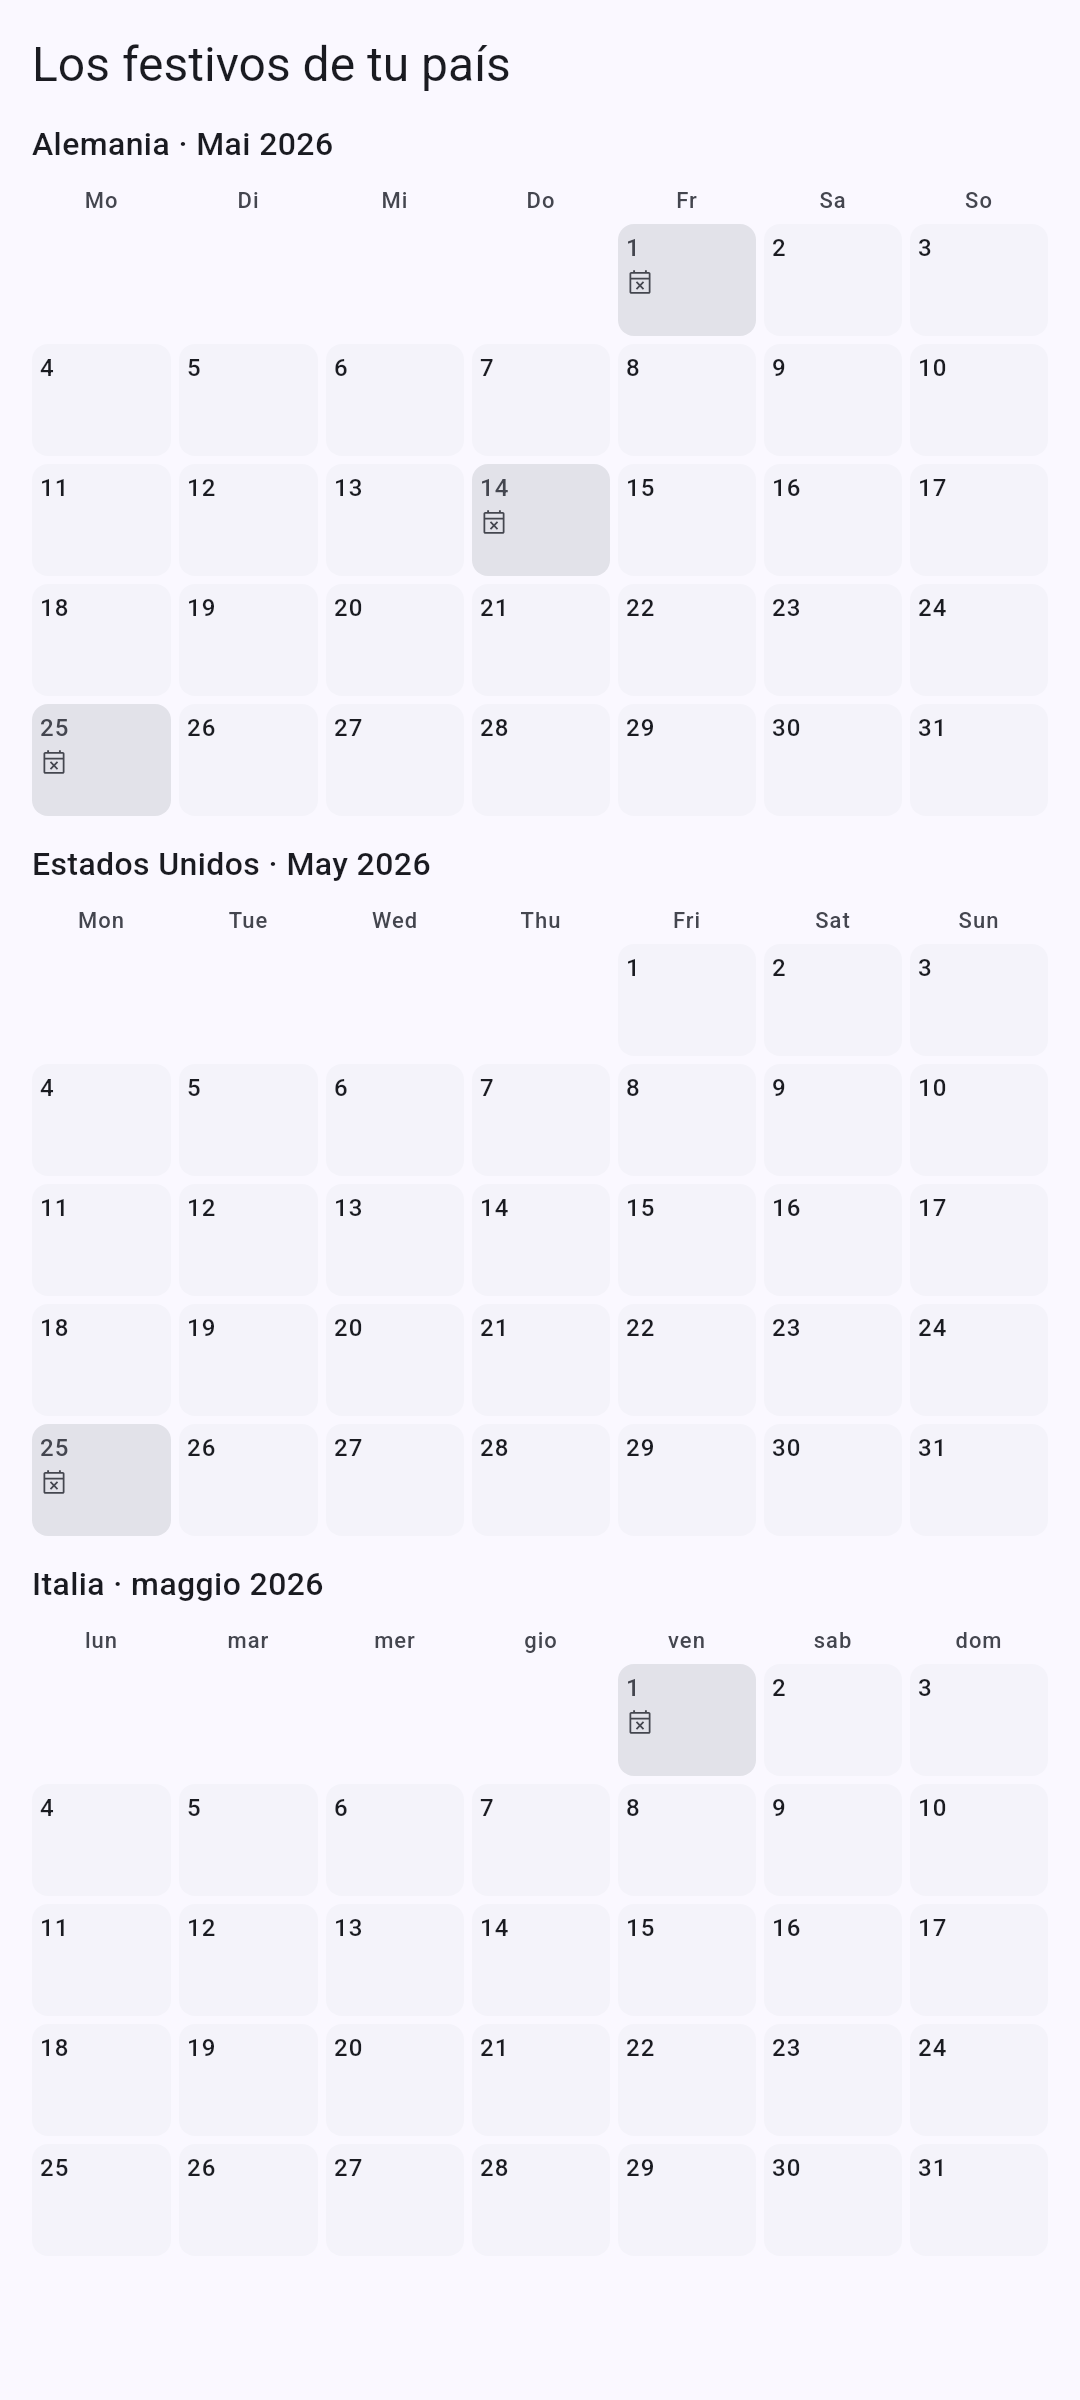 Los festivos de tu país
Alemania · Mai 2026
Mo Di Mi Do Fr Sa So
1 2 3
4 5 6 7 8 9 10
11 12 13 14 15 16 17
18 19 20 21 22 23 24
25 26 27 28 29 30 31
Estados Unidos · May 2026
Mon Tue Wed Thu Fri Sat Sun
1 2 3
4 5 6 7 8 9 10
11 12 13 14 15 16 17
18 19 20 21 22 23 24
25 26 27 28 29 30 31
Italia · maggio 2026
lun mar mer gio ven sab dom
1 2 3
4 5 6 7 8 9 10
11 12 13 14 15 16 17
18 19 20 21 22 23 24
25 26 27 28 29 30 31